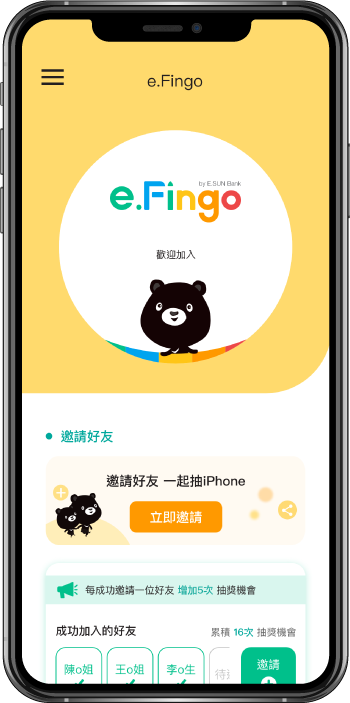 e.Fingo
by E.SUN Bank
e.Fingo
歡迎加入
邀請好友
邀請好友 一起抽iPhone
立即邀請
每成功邀請一位好友 增加5次 抽獎機會
成功加入的好友
累積 16次 抽獎機會
陳o姐 王o姐 李o生 待 邀請